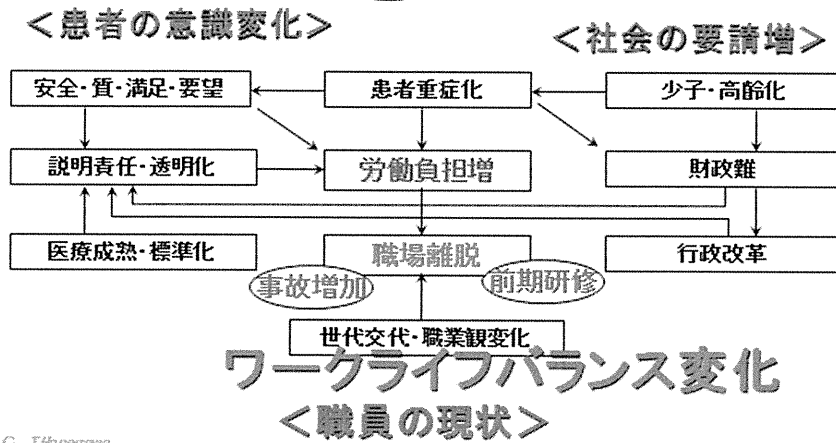 ＜患者の意識変化＞
＜社会の要請増＞
安全・質・満足・要望
患者重症化
少子・高齢化
説明責任・透明化
労働負担増
財政難
医療成熟・標準化
職場離脱
行政改革
事故増加
前期研修
世代交代・職業観変化
ワークライフバランス変化
＜職員の現状＞